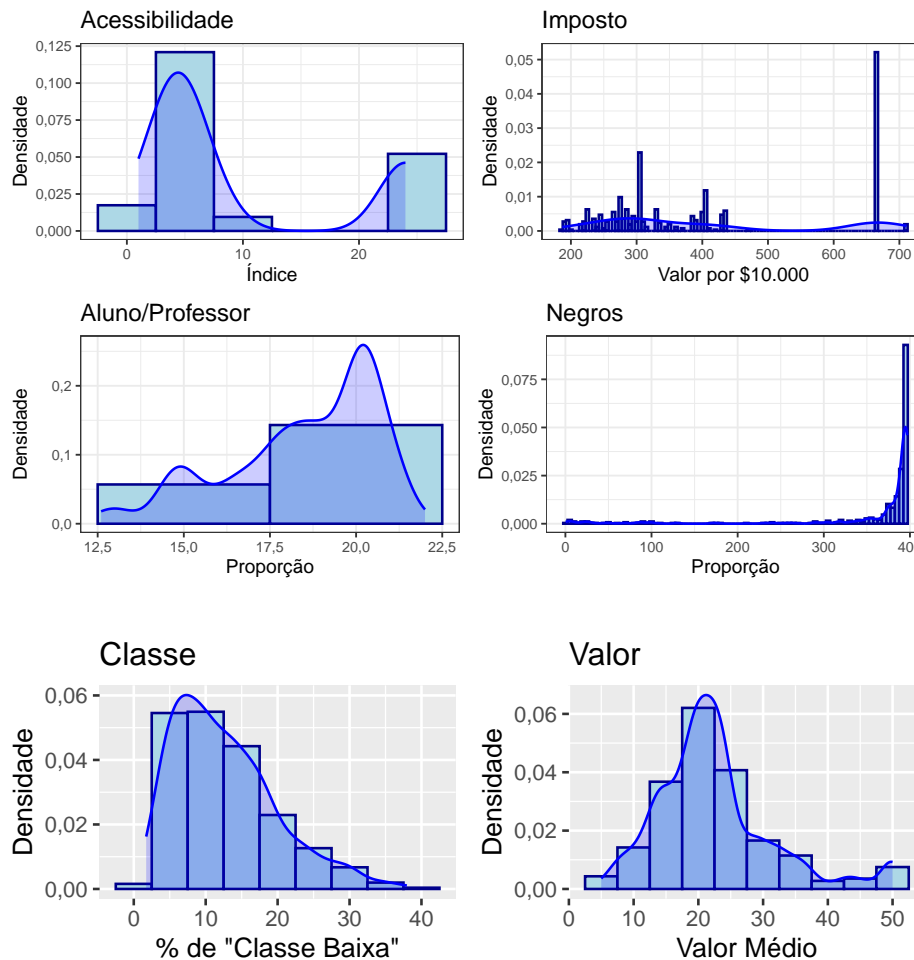 Acessibilidade
Densidade
0,125
0,100
0,075
0,050
0,025
0,000
0 10 20
Índice
Imposto
Densidade
0,05
0,04
0,03
0,02
0,01
0,00
200 300 400 500 600 700
Valor por $10.000
Aluno/Professor
Densidade
0,2
0,1
0,0
12,5 15,0 17,5 20,0 22,5
Proporção
Negros
Densidade
0,075
0,050
0,025
0,000
0 100 200 300
Proporção
Classe
Densidade
0,06
0,04
0,02
0,00
0 10 20 30 40
% de "Classe Baixa"
Valor
Densidade
0,06
0,04
0,02
0,00
0 10 20 30 40 50
Valor Médio